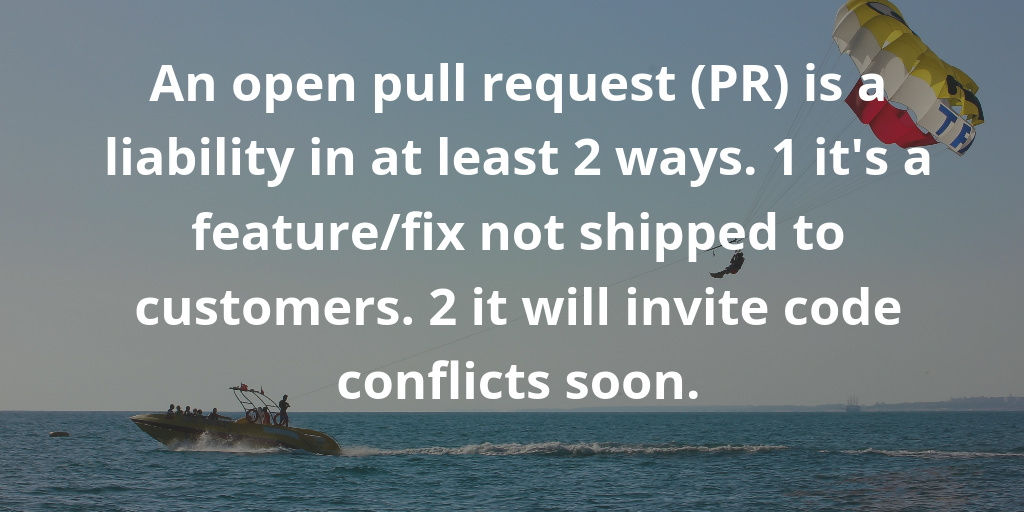 An open pull request (PR) is a
liability in at least 2 ways. 1 it's a
feature/fix not shipped to
customers. 2 it will invite code
conflicts soon.